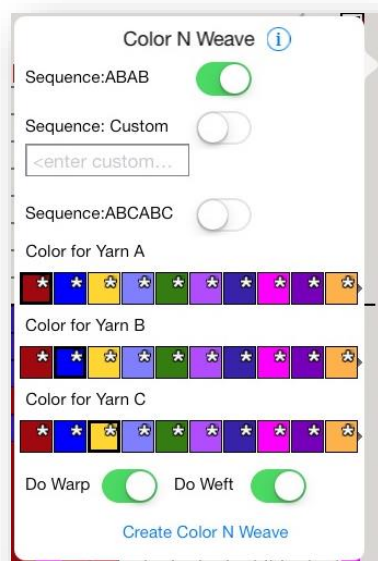 Color N Weave i
Sequence:ABAB
Sequence: Custom
<enter custom...
Sequence:ABCABC
Color for Yarn A
* * * * * * * * * *
Color for Yarn B
* * * * * * * * * *
Color for Yarn C
* * * * * * * * * *
Do Warp Do Weft
Create Color N Weave